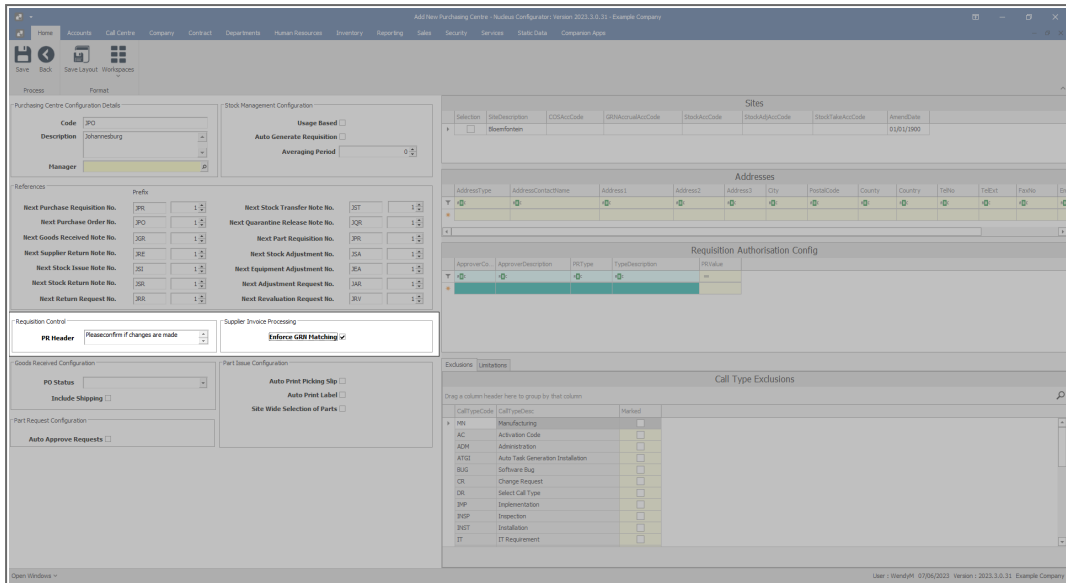 Add New Purchasing Centre - Nucleus Configurator: Version 2023.3.0.31 - Example Company
Home Accounts Call Centre Company Contract Departments Human Resources Inventory Reporting Sales Security Services Static Data Companion Apps
Save Back Save Layout Workspaces
Process Format
Purchasing Centre Configuration Details
Code JPO
Description Johannesburg
Manager
Stock Management Configuration
Usage Based
Auto Generate Requisition
Averaging Period 0
References
Prefix
Next Purchase Requisition No. JPR 1
Next Purchase Order No. JPO 1
Next Goods Received Note No. JGR 1
Next Supplier Return Note No. JRE 1
Next Stock Issue Note No. JSI 1
Next Stock Return Note No. JSR 1
Next Return Request No. JRR 1
Next Stock Transfer Note No. JST 1
Next Quarantine Release Note No. JQR 1
Next Part Requisition No. JPR 1
Next Stock Adjustment No. JSA 1
Next Equipment Adjustment No. JEA 1
Next Adjustment Request No. JAR 1
Next Revaluation Request No. JRV 1
Requisition Control
PR Header Pleaseconfirm if changes are made
Supplier Invoice Processing
Enforce GRN Matching
Goods Received Configuration
PO Status
Include Shipping
Part Issue Configuration
Auto Print Picking Slip
Auto Print Label
Site Wide Selection of Parts
Part Request Configuration
Auto Approve Requests
Sites
Selection SiteDescription COSAccCode GRNAccrualAccCode StockAccCode StockAdjAccCode StockTakeAccCode AmendDate
Bloemfontein 01/01/1900
Addresses
AddressType AddressContactName Address1 Address2 Address3 City PostalCode County Country TelNo TelExt FaxNo Em
Requisition Authorisation Config
ApproverCo... ApproverDescription PRType TypeDescription PRValue
=
Exclusions Limitations
Call Type Exclusions
Drag a column header here to group by that column
CallTypeCode CallTypeDesc Marked
MN Manufacturing
AC Activation Code
ADM Administration
ATGI Auto Task Generation Installation
BUG Software Bug
CR Change Request
DR Select Call Type
IMP Implementation
INSP Inspection
INST Installation
IT IT Requirement
Open Windows
User : WendyM 07/06/2023 Version : 2023.3.0.31 Example Company